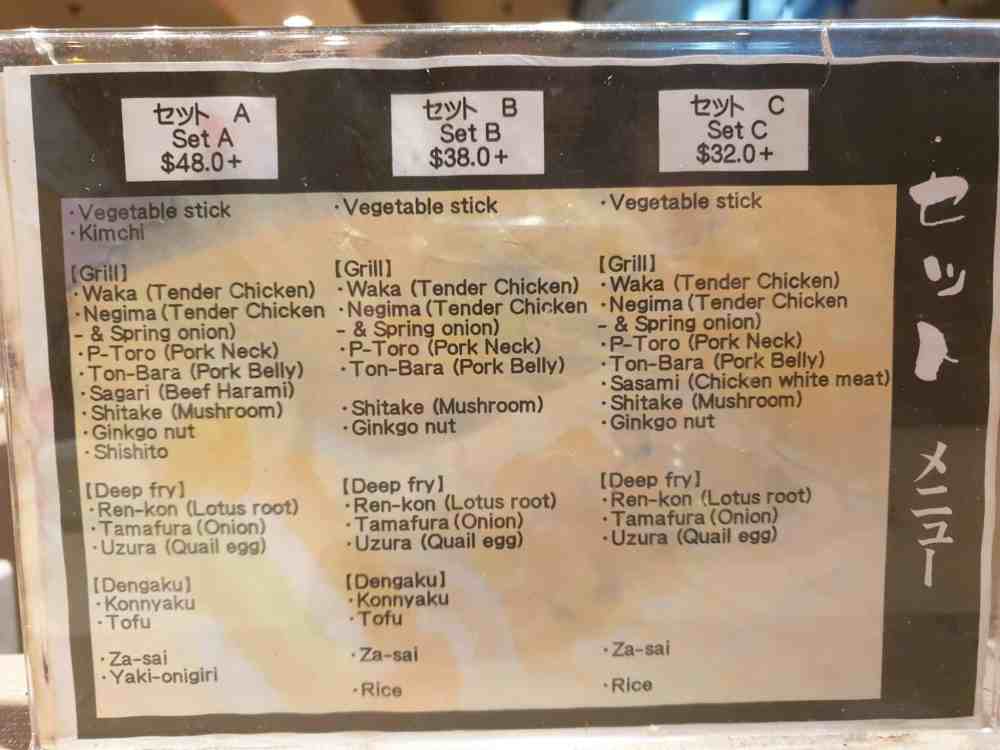 セット A
Set A
$48.0+
・Vegetable stick
・Kimchi
【Grill】
・Waka (Tender Chicken)
・Negima (Tender Chicken
- & Spring onion)
・P-Toro (Pork Neck)
・Ton-Bara (Pork Belly)
・Sagari (Beef Harami)
・Shitake (Mushroom)
・Ginkgo nut
・Shishito
【Deep fry】
・Ren-kon (Lotus root)
・Tamafura (Onion)
・Uzura (Quail egg)
【Dengaku】
・Konnyaku
・Tofu
・Za-sai
・Yaki-onigiri
セット B
Set B
$38.0+
・Vegetable stick
【Grill】
・Waka (Tender Chicken)
・Negima (Tender Chicken
- & Spring onion)
・P-Toro (Pork Neck)
・Ton-Bara (Pork Belly)
・Shitake (Mushroom)
・Ginkgo nut
【Deep fry】
・Ren-kon (Lotus root)
・Tamafura (Onion)
・Uzura (Quail egg)
【Dengaku】
・Konnyaku
・Tofu
・Za-sai
・Rice
セット C
Set C
$32.0+
・Vegetable stick
【Grill】
・Waka (Tender Chicken)
・Negima (Tender Chicken
- & Spring onion)
・P-Toro (Pork Neck)
・Ton-Bara (Pork Belly)
・Sasami (Chicken white meat)
・Shitake (Mushroom)
・Ginkgo nut
【Deep fry】
・Ren-kon (Lotus root)
・Tamafura (Onion)
・Uzura (Quail egg)
・Za-sai
・Rice
セット メニュー